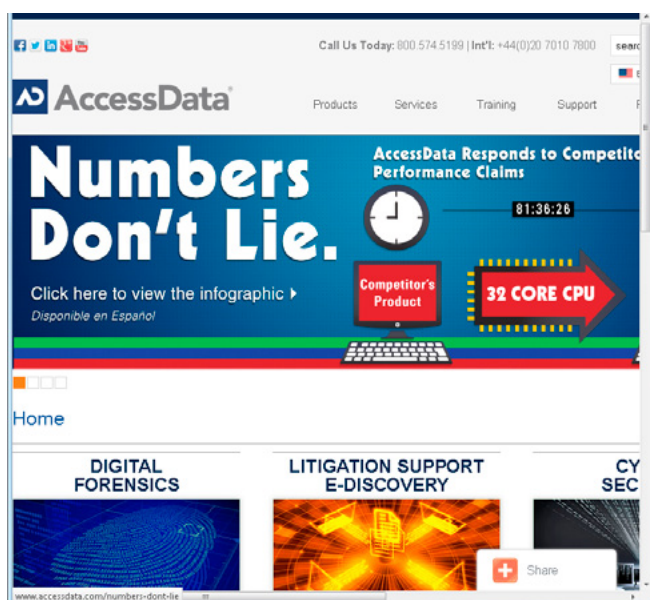 Call Us Today: 800.574.5199 | Int'l: +44(0)20 7010 7800
AccessData
Products Services Training Support
Numbers
Don't Lie.
Click here to view the infographic
Disponible en Español
AccessData Responds to Competito
Performance Claims
81:36:26
Competitor's
Product
32 CORE CPU
Home
DIGITAL
FORENSICS
LITIGATION SUPPORT
E-DISCOVERY
CY
SEC
Share
www.accessdata.com/numbers-dont-lie